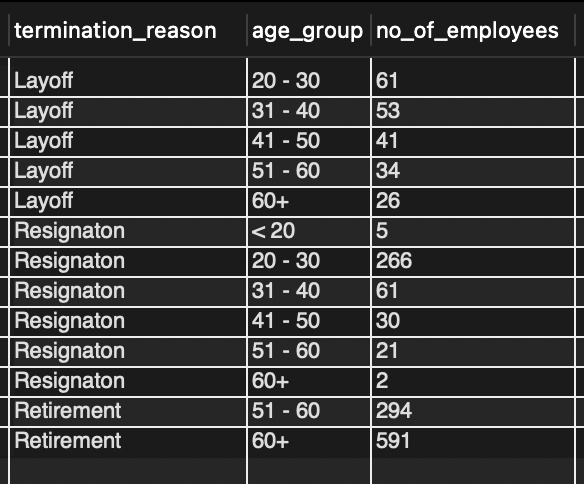 termination_reason age_group no_of_employees
Layoff 20 - 30 61
Layoff 31 - 40 53
Layoff 41 - 50 41
Layoff 51 - 60 34
Layoff 60+ 26
Resignaton < 20 5
Resignaton 20 - 30 266
Resignaton 31 - 40 61
Resignaton 41 - 50 30
Resignaton 51 - 60 21
Resignaton 60+ 2
Retirement 51 - 60 294
Retirement 60+ 591